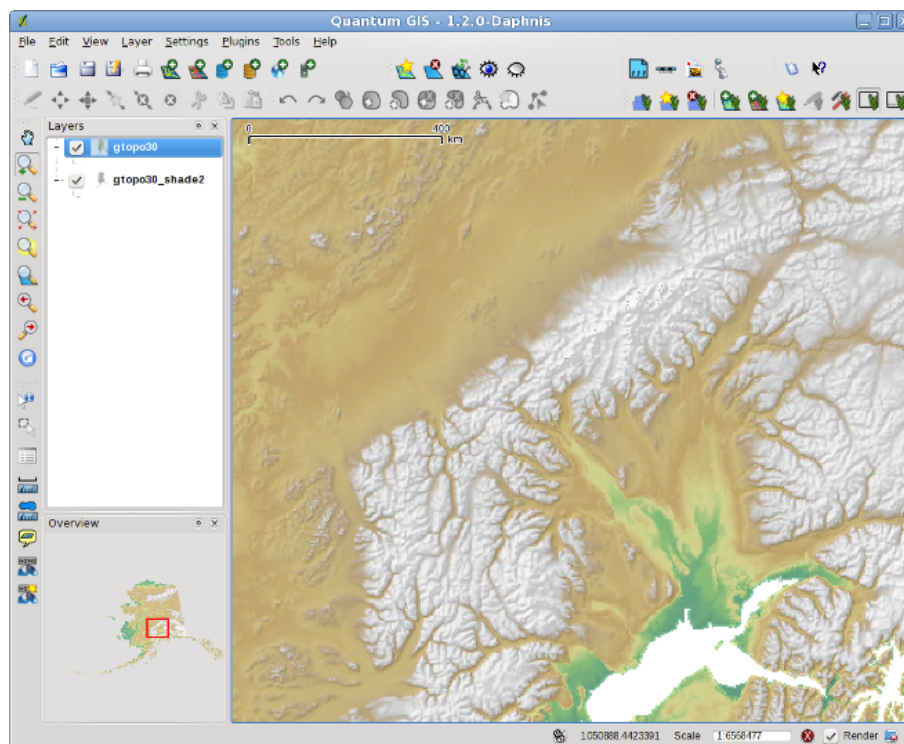 Quantum GIS - 1.2.0-Daphnis
File Edit View Layer Settings Plugins Tools Help
Layers
gtopo30
gtopo30_shade2
0 400
km
Overview
1050888,4423391 Scale 1:6568477 Render